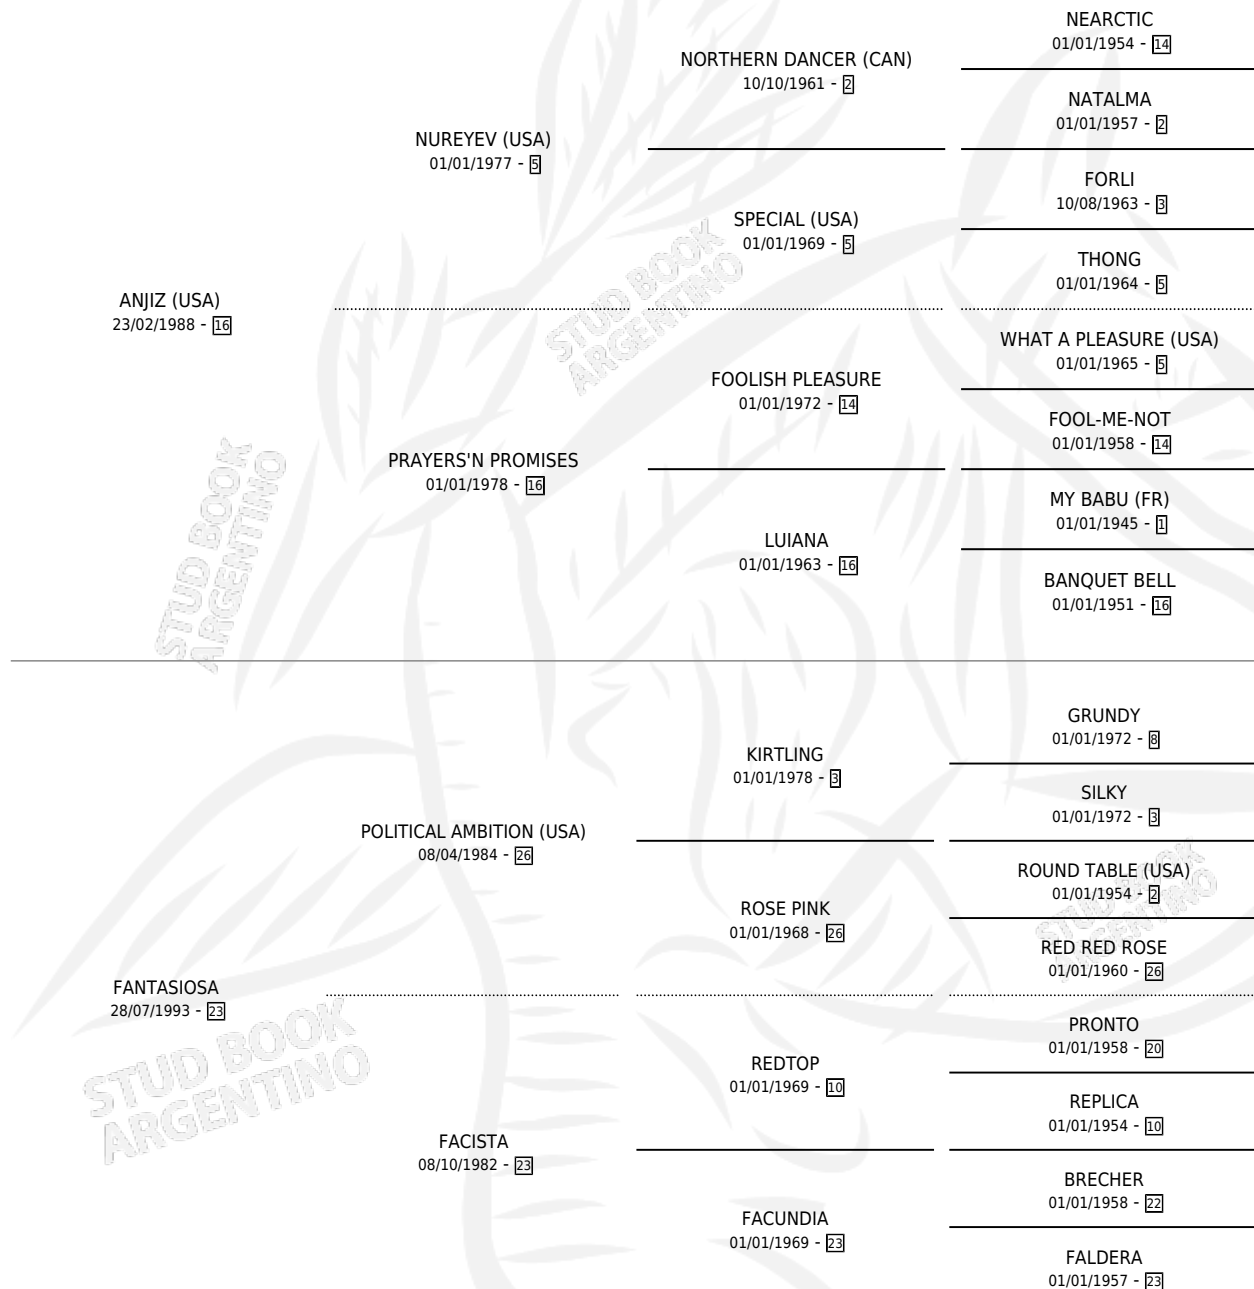 NEARCTIC
01/01/1954 - 14
NORTHERN DANCER (CAN)
10/10/1961 - 2
NATALMA
01/01/1957 - 2
NUREYEV (USA)
01/01/1977 - 5
FORLI
10/08/1963 - 3
SPECIAL (USA)
01/01/1969 - 5
THONG
01/01/1964 - 5
ANJIZ (USA)
23/02/1988 - 16
WHAT A PLEASURE (USA)
01/01/1965 - 5
FOOLISH PLEASURE
01/01/1972 - 14
FOOL-ME-NOT
01/01/1958 - 14
PRAYERS'N PROMISES
01/01/1978 - 16
MY BABU (FR)
01/01/1945 - 1
LUIANA
01/01/1963 - 16
BANQUET BELL
01/01/1951 - 16
GRUNDY
01/01/1972 - 8
KIRTLING
01/01/1978 - 3
SILKY
01/01/1972 - 3
POLITICAL AMBITION (USA)
08/04/1984 - 26
ROUND TABLE (USA)
01/01/1954 - 2
ROSE PINK
01/01/1968 - 26
RED RED ROSE
01/01/1960 - 26
FANTASIOSA
28/07/1993 - 23
PRONTO
01/01/1958 - 20
REDTOP
01/01/1969 - 10
REPLICA
01/01/1954 - 10
FACISTA
08/10/1982 - 23
BRECHER
01/01/1958 - 22
FACUNDIA
01/01/1969 - 23
FALDERA
01/01/1957 - 23
STUD BOOK
ARGENTINO
STUD BOOK
ARGENTINO
STUD BOOK
ARGENTINO
STUD BOOK
ARGENTINO